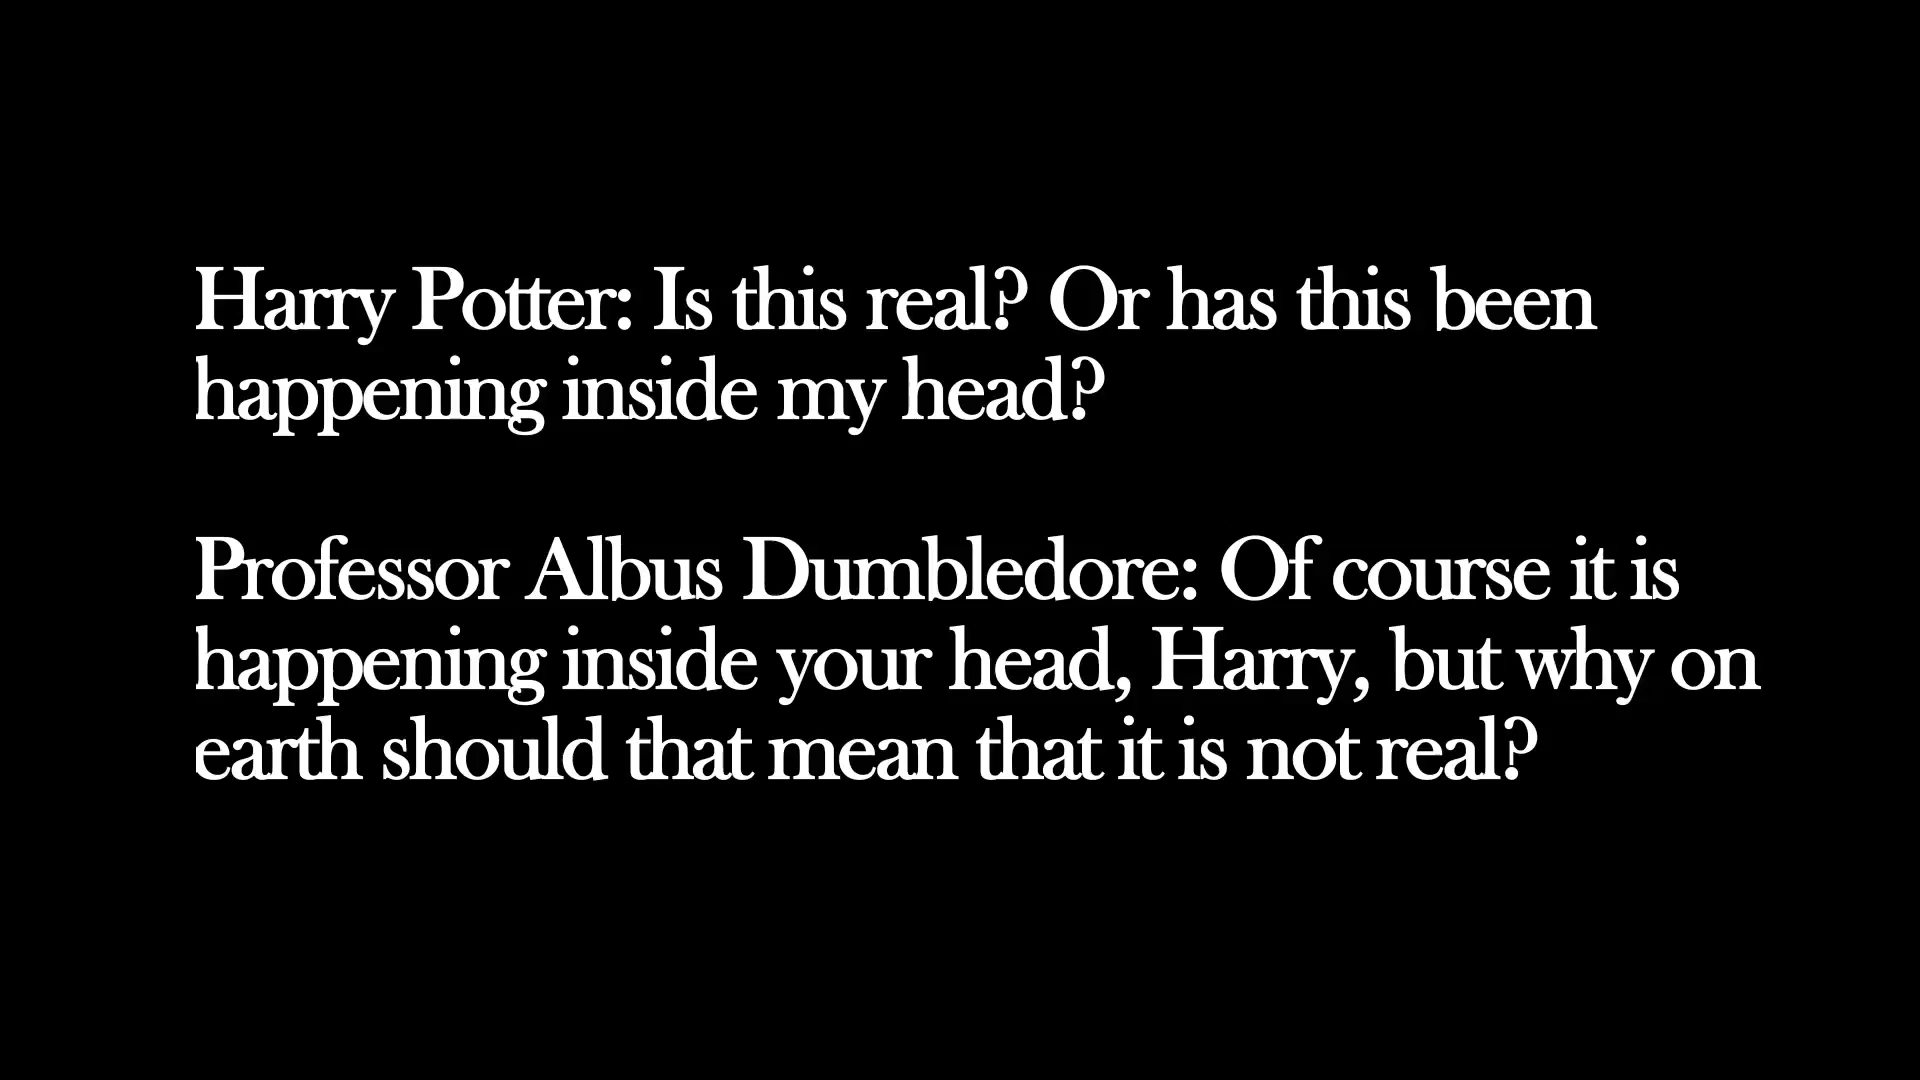 Harry Potter: Is this real? Or has this been
happening inside my head?
Professor Albus Dumbledore: Of course it is
happening inside your head, Harry, but why on
earth should that mean that it is not real?